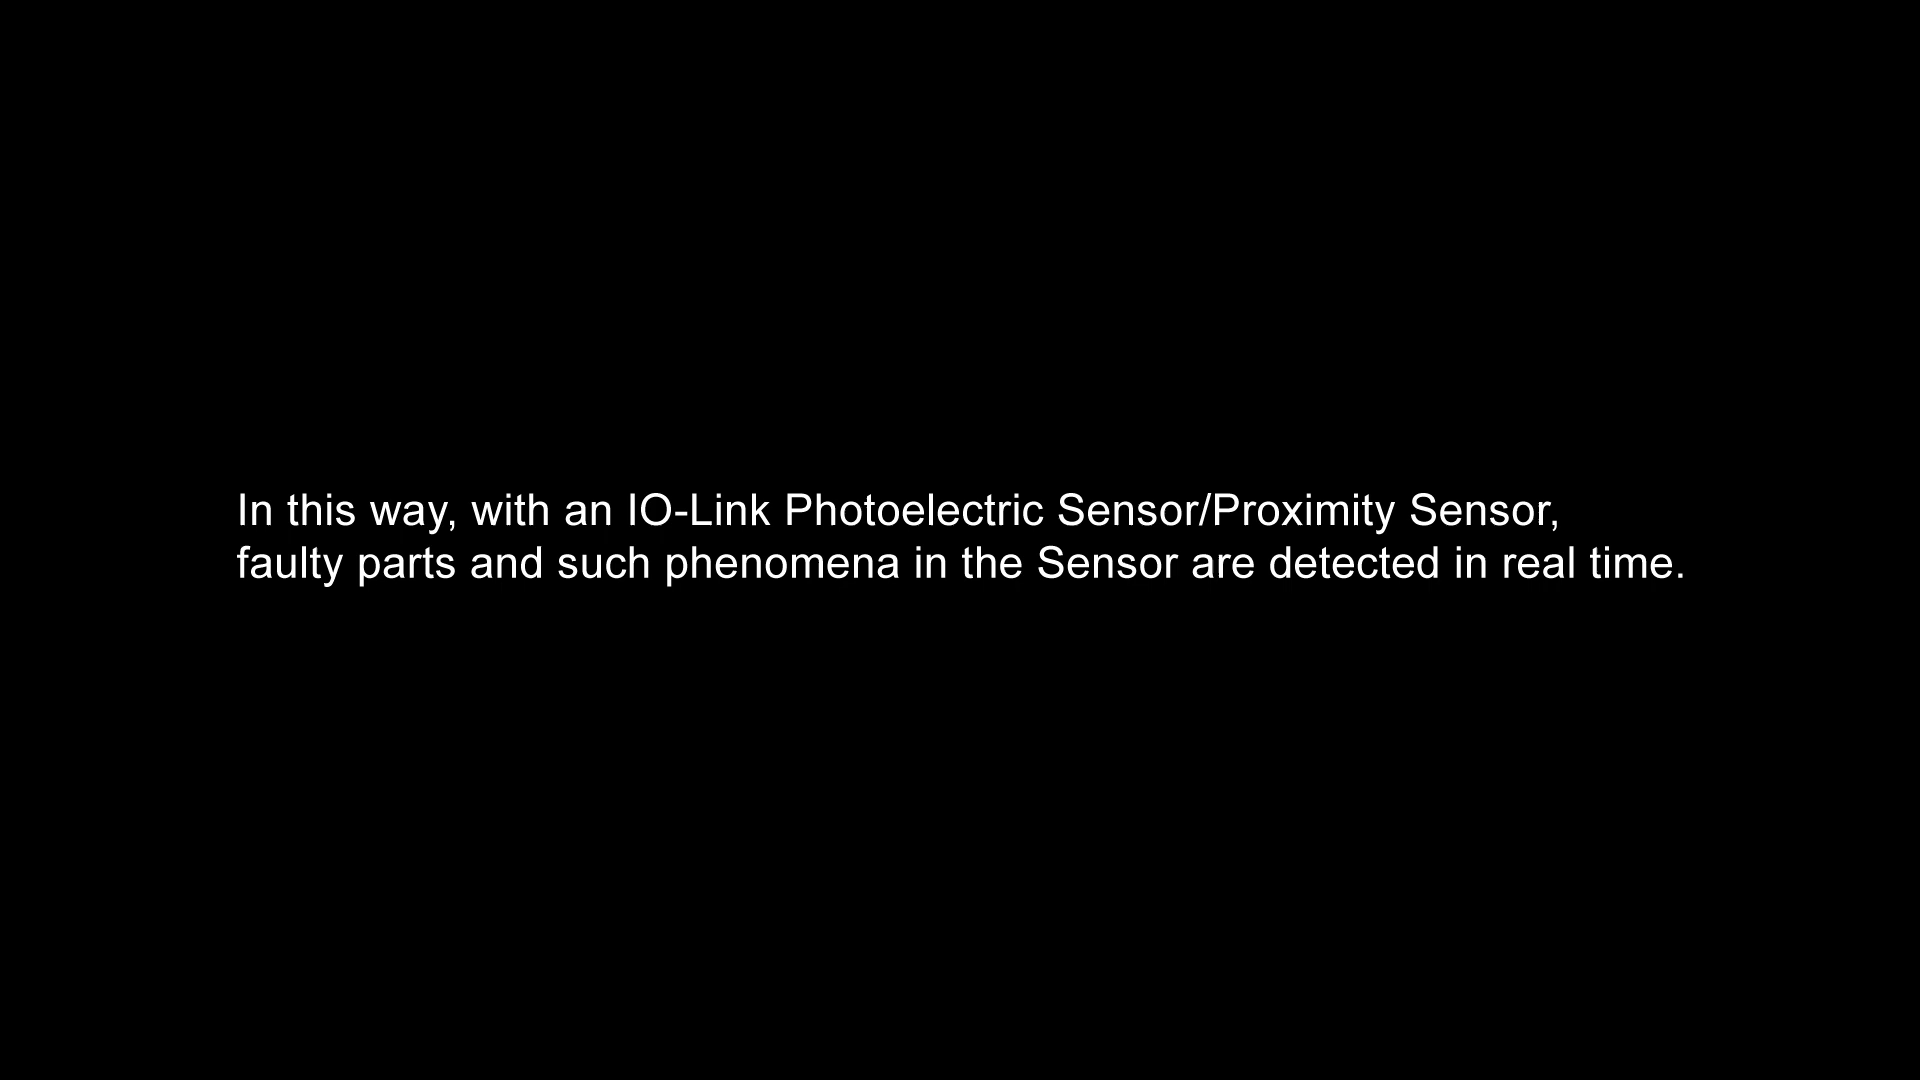 In this way, with an IO-Link Photoelectric Sensor/Proximity Sensor,
faulty parts and such phenomena in the Sensor are detected in real time.